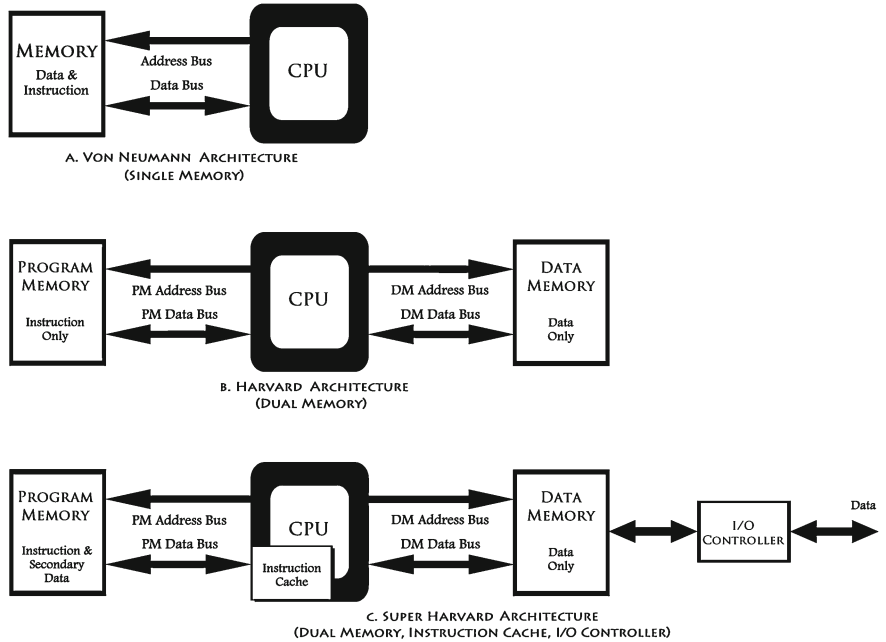 MEMORY
Data &
Instruction
Address Bus
Data Bus
CPU
A. VON NEUMANN ARCHITECTURE
(SINGLE MEMORY)
PROGRAM
MEMORY
Instruction
Only
PM Address Bus
PM Data Bus
CPU
DM Address Bus
DM Data Bus
DATA
MEMORY
Data
Only
B. HARVARD ARCHITECTURE
(DUAL MEMORY)
PROGRAM
MEMORY
Instruction &
Secondary
Data
PM Address Bus
PM Data Bus
CPU
Instruction
Cache
DM Address Bus
DM Data Bus
DATA
MEMORY
Data
Only
I/O
CONTROLLER
Data
C. SUPER HARVARD ARCHITECTURE
(DUAL MEMORY, INSTRUCTION CACHE, I/O CONTROLLER)